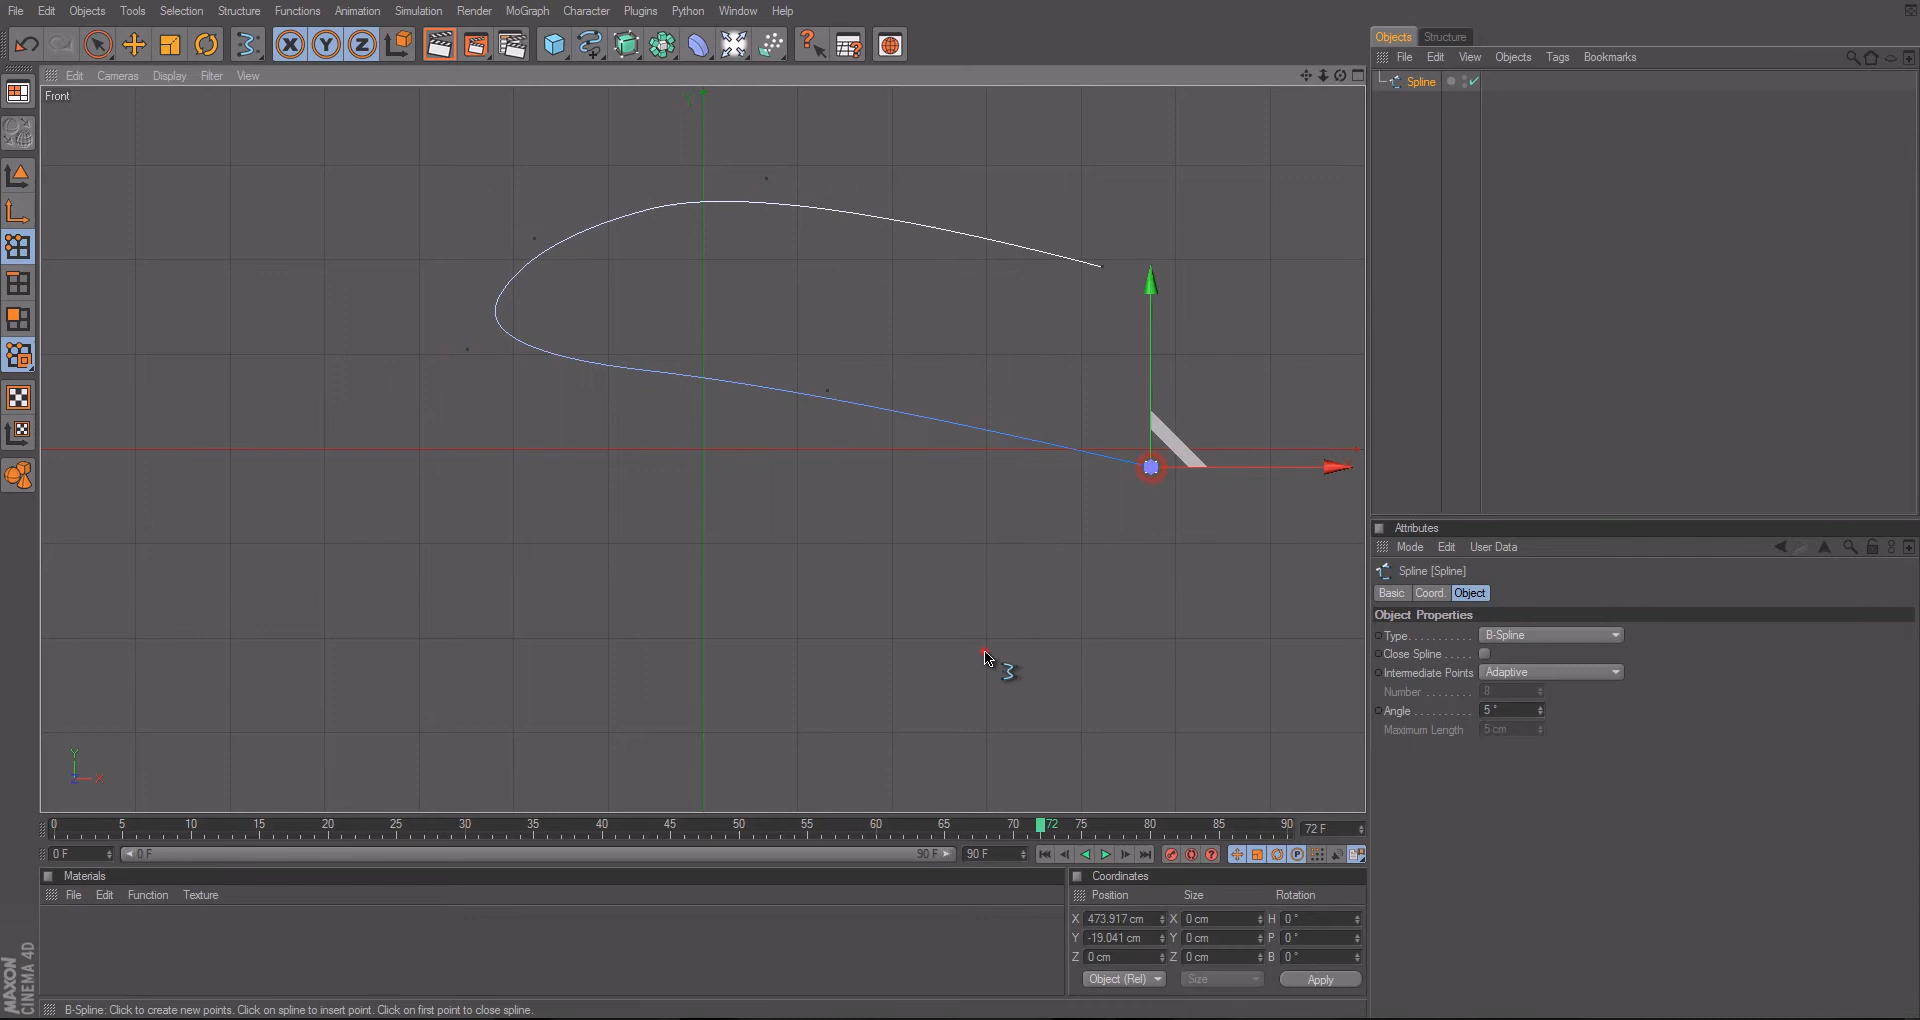 File Edit Objects Tools Selection Structure Functions Animation Simulation Render MoGraph Character Plugins Python Window Help
Objects Structure
File Edit View Objects Tags Bookmarks
Spline
Edit Cameras Display Filter View
Front
Y
X Y Z
Attributes
Mode Edit User Data
Spline [Spline]
Basic Coord. Object
Object Properties
Type B-Spline
Close Spline
Intermediate Points Adaptive
Number 8
Angle 5 °
Maximum Length 5 cm
Y
Z X
0 5 10 15 20 25 30 35 40 45 50 55 60 65 70 72 75 80 85 90 72 F
0 F 0 F 90 F 90 F
Materials
File Edit Function Texture
Coordinates
Position Size Rotation
X 473.917 cm X 0 cm H 0 °
Y -19.041 cm Y 0 cm P 0 °
Z 0 cm Z 0 cm B 0 °
Object (Rel) Size Apply
MAXON
CINEMA 4D
B-Spline: Click to create new points. Click on spline to insert point. Click on first point to close spline.